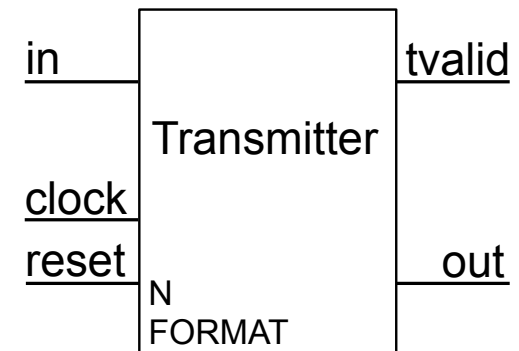 in
tvalid
Transmitter
clock
reset
out
N
FORMAT